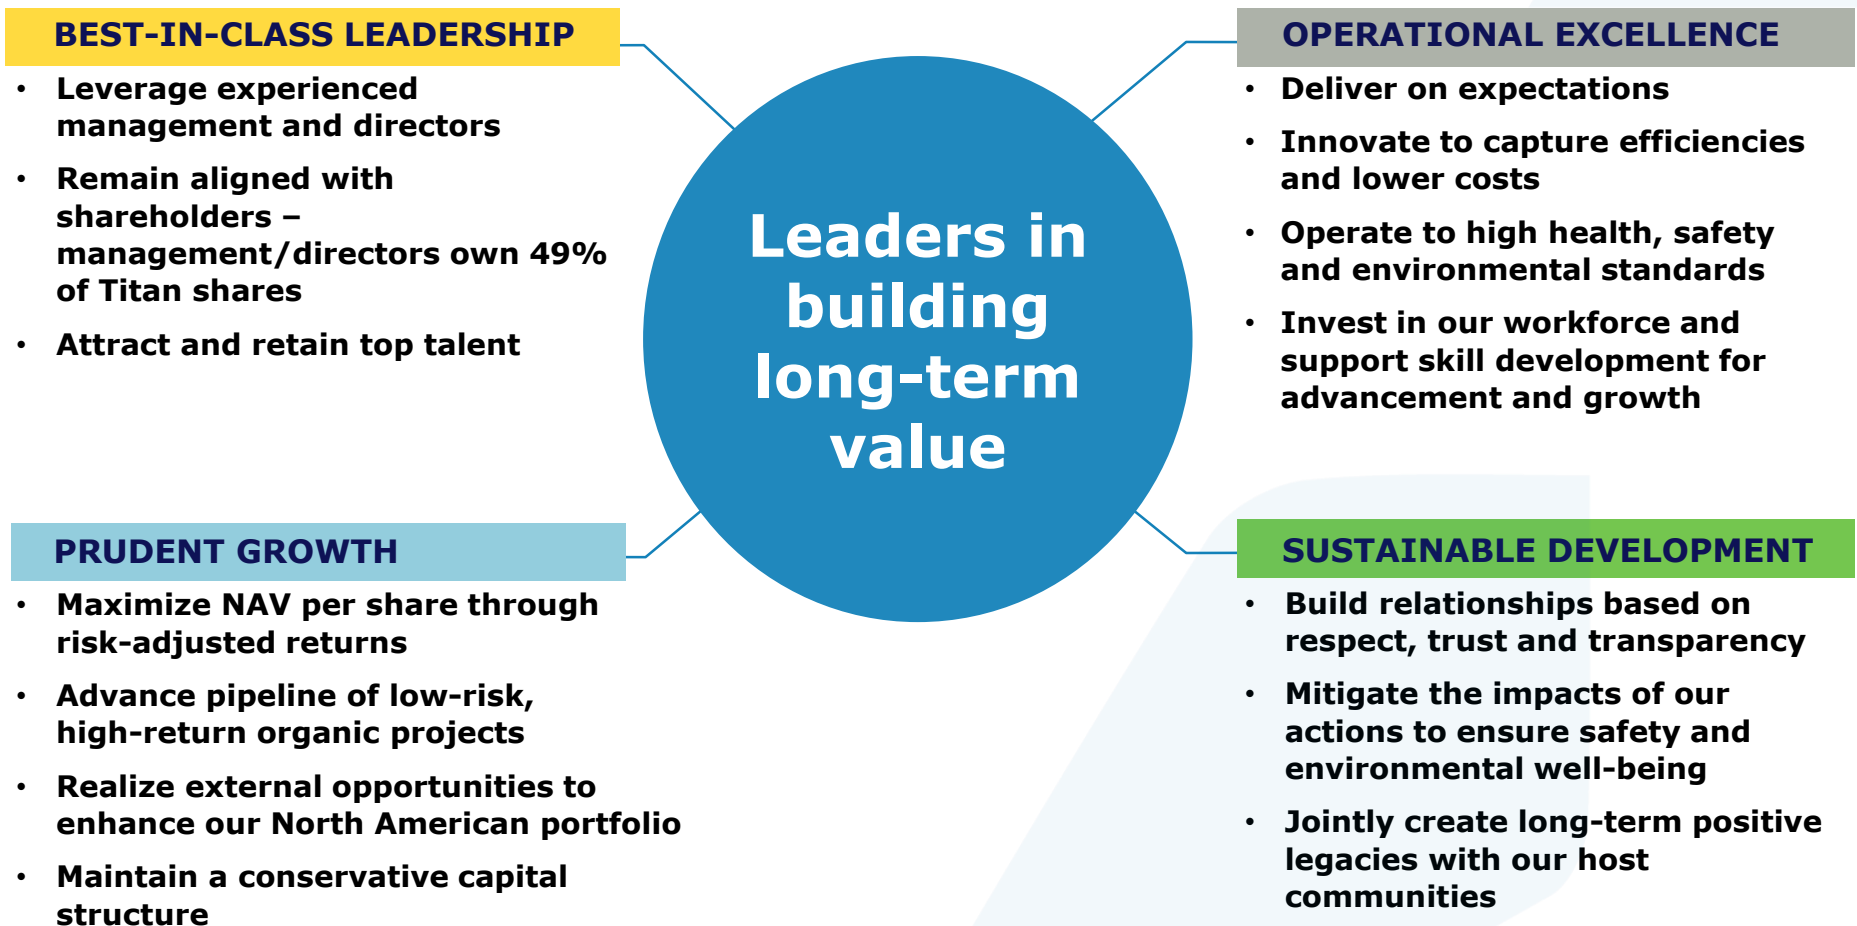 BEST-IN-CLASS LEADERSHIP
• Leverage experienced
management and directors
• Remain aligned with
shareholders –
management/directors own 49%
of Titan shares
• Attract and retain top talent
Leaders in
building
long-term
value
OPERATIONAL EXCELLENCE
• Deliver on expectations
• Innovate to capture efficiencies
and lower costs
• Operate to high health, safety
and environmental standards
• Invest in our workforce and
support skill development for
advancement and growth
PRUDENT GROWTH
• Maximize NAV per share through
risk-adjusted returns
• Advance pipeline of low-risk,
high-return organic projects
• Realize external opportunities to
enhance our North American portfolio
• Maintain a conservative capital
structure
SUSTAINABLE DEVELOPMENT
• Build relationships based on
respect, trust and transparency
• Mitigate the impacts of our
actions to ensure safety and
environmental well-being
• Jointly create long-term positive
legacies with our host
communities